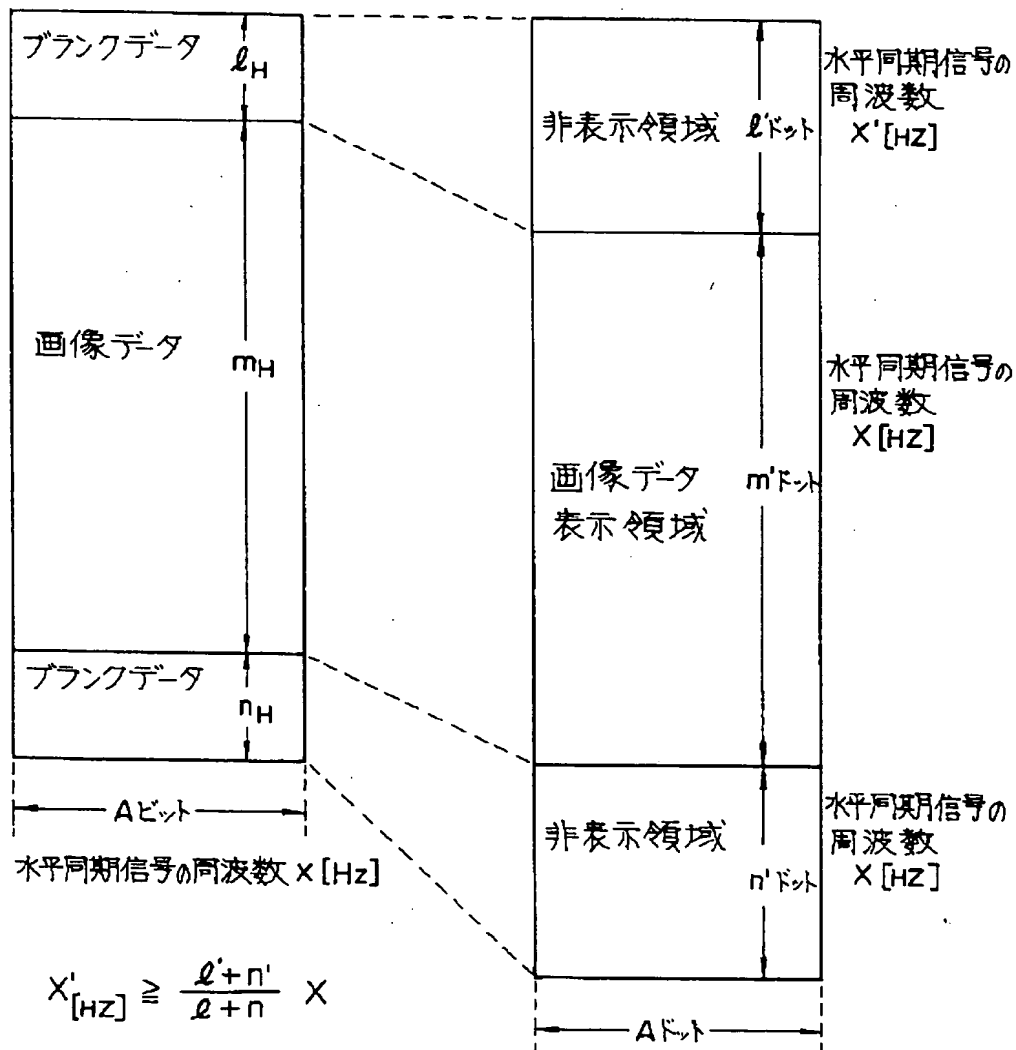 ブランクデータ
ℓH
画像データ
mH
ブランクデータ
nH
Aビット
水平同期信号の周波数 X[Hz]
X'[HZ] ≧ ℓ'+n' / ℓ+n X
非表示領域 ℓ'ドット
水平同期信号の
周波数
X'[HZ]
画像データ
表示領域
m'ドット
水平同期信号の
周波数
X[HZ]
非表示領域
n'ドット
水平同期信号の
周波数
X[HZ]
Aドット